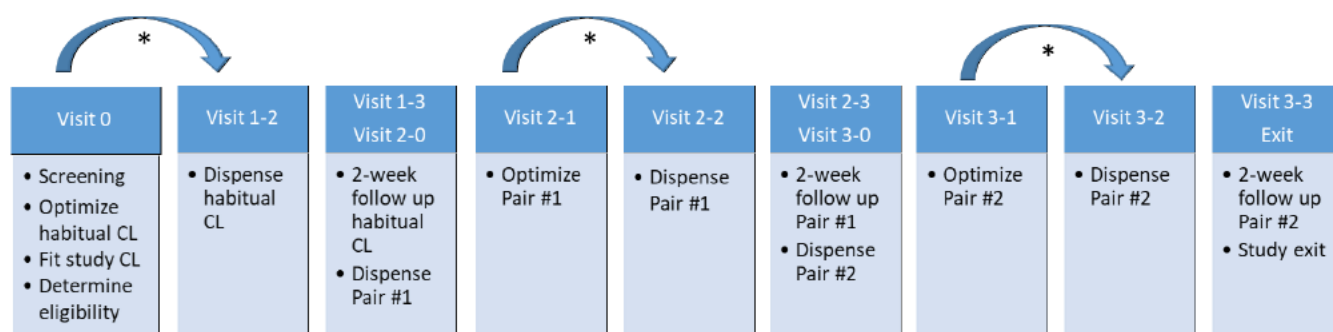 *
*
*
Visit 0
Visit 1-2
Visit 1-3
Visit 2-0
Visit 2-1
Visit 2-2
Visit 2-3
Visit 3-0
Visit 3-1
Visit 3-2
Visit 3-3
Exit
• Screening
• Optimize
habitual CL
• Fit study CL
• Determine
eligibility
• Dispense
habitual
CL
• 2-week
follow up
habitual
CL
• Dispense
Pair #1
• Optimize
Pair #1
• Dispense
Pair #1
• 2-week
follow up
Pair #1
• Dispense
Pair #2
• Optimize
Pair #2
• Dispense
Pair #2
• 2-week
follow up
Pair #2
• Study exit